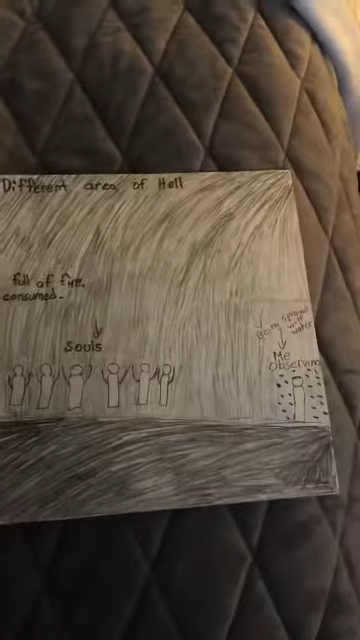 Different area of Hell
full of fire.
consumed.
Souls
Being sprayed
with
water
Me
Observing